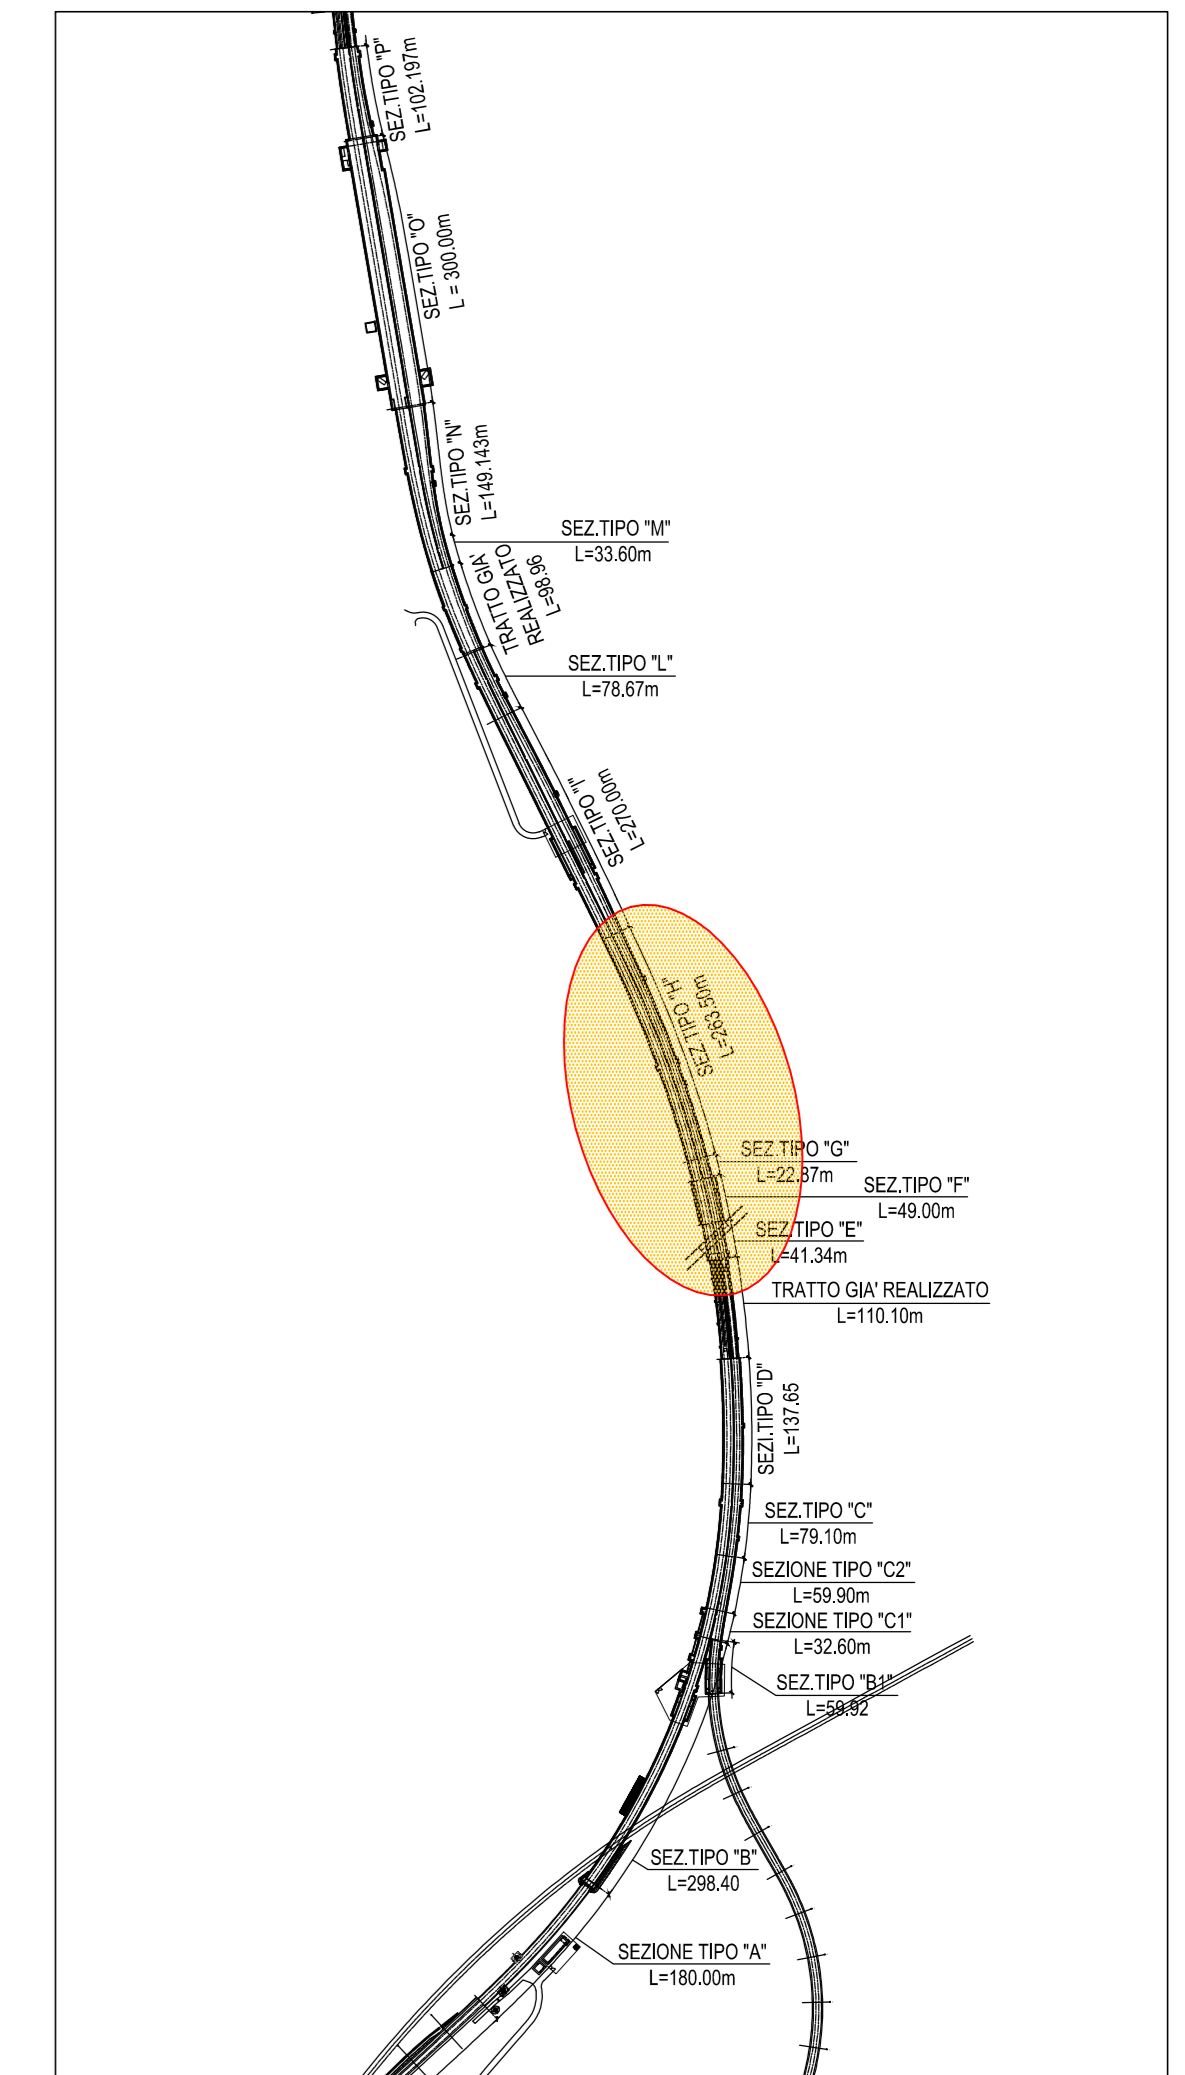 SEZ.TIPO "P"
L=102.197m
SEZ.TIPO "O"
L = 300.00m
SEZ.TIPO "N"
L=149.143m
SEZ.TIPO "M"
L=33.60m
TRATTO GIA'
REALIZZATO
L=98.96
SEZ.TIPO "L"
L=78.67m
SEZ.TIPO "I"
L=270.00m
SEZ.TIPO "H"
L=263.50m
SEZ.TIPO "G"
L=22.87m
SEZ.TIPO "F"
L=49.00m
SEZ.TIPO "E"
L=41.34m
TRATTO GIA' REALIZZATO
L=110.10m
SEZI.TIPO "D"
L=137.65
SEZ.TIPO "C"
L=79.10m
SEZIONE TIPO "C2"
L=59.90m
SEZIONE TIPO "C1"
L=32.60m
SEZ.TIPO "B1"
L=59.92
SEZ.TIPO "B"
L=298.40
SEZIONE TIPO "A"
L=180.00m